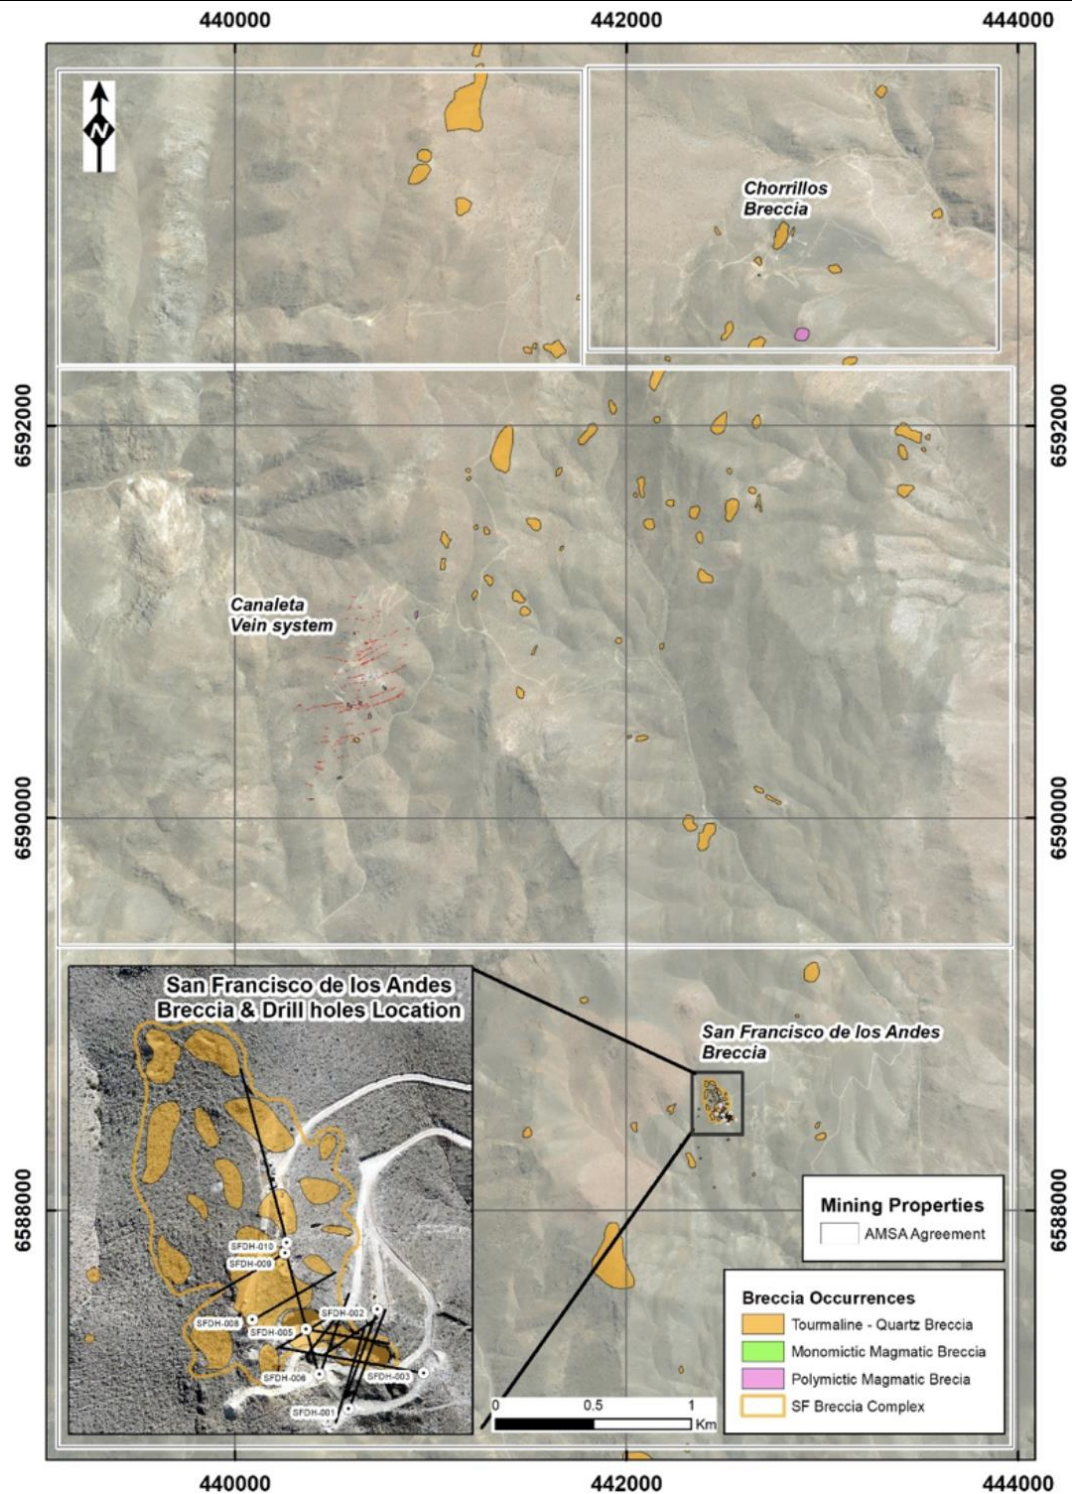 440000
442000
444000
N
Chorrillos
Breccia
6592000
6592000
Canaleta
Vein system
6590000
6590000
San Francisco de los Andes
Breccia & Drill holes Location
San Francisco de los Andes
Breccia
6588000
6588000
SFDH-010
SFDH-009
SFDH-008
SFDH-005
SFDH-002
SFDH-006
SFDH-003
SFDH-001
Mining Properties
AMSA Agreement
Breccia Occurrences
Tourmaline - Quartz Breccia
Monomictic Magmatic Breccia
Polymictic Magmatic Brecia
SF Breccia Complex
0 0.5 1
Km
440000
442000
444000